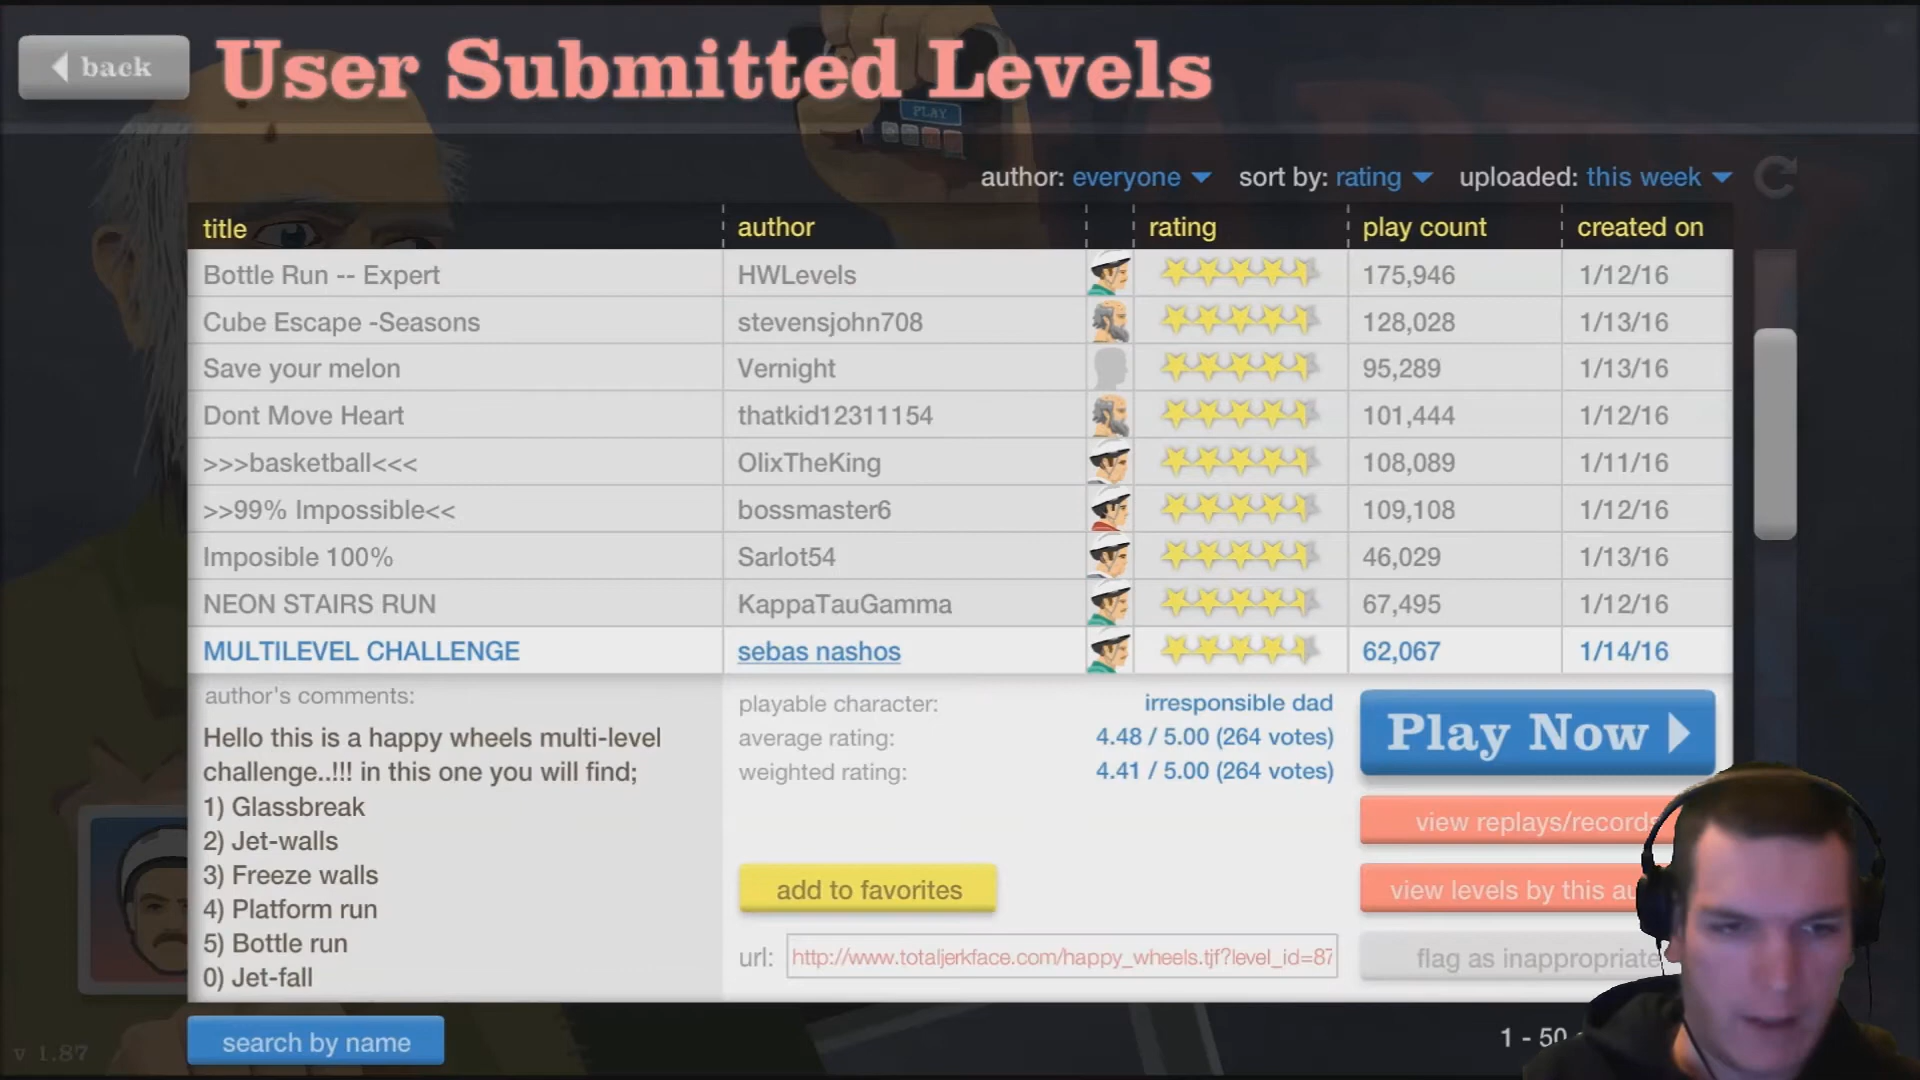 back
User Submitted Levels
PLAY
author: everyone sort by: rating uploaded: this week
title author rating play count created on
Bottle Run -- Expert HWLevels 175,946 1/12/16
Cube Escape -Seasons stevensjohn708 128,028 1/13/16
Save your melon Vernight 95,289 1/13/16
Dont Move Heart thatkid12311154 101,444 1/12/16
>>>basketball<<< OlixTheKing 108,089 1/11/16
>>99% Impossible<< bossmaster6 109,108 1/12/16
Imposible 100% Sarlot54 46,029 1/13/16
NEON STAIRS RUN KappaTauGamma 67,495 1/12/16
MULTILEVEL CHALLENGE sebas nashos 62,067 1/14/16
author's comments:
Hello this is a happy wheels multi-level
challenge..!!! in this one you will find;
1) Glassbreak
2) Jet-walls
3) Freeze walls
4) Platform run
5) Bottle run
0) Jet-fall
playable character: irresponsible dad
average rating: 4.48 / 5.00 (264 votes)
weighted rating: 4.41 / 5.00 (264 votes)
add to favorites
url: http://www.totaljerkface.com/happy_wheels.tjf?level_id=87
Play Now
view replays/records
view levels by this au
flag as inappropriate
search by name
1 - 50
v 1.87